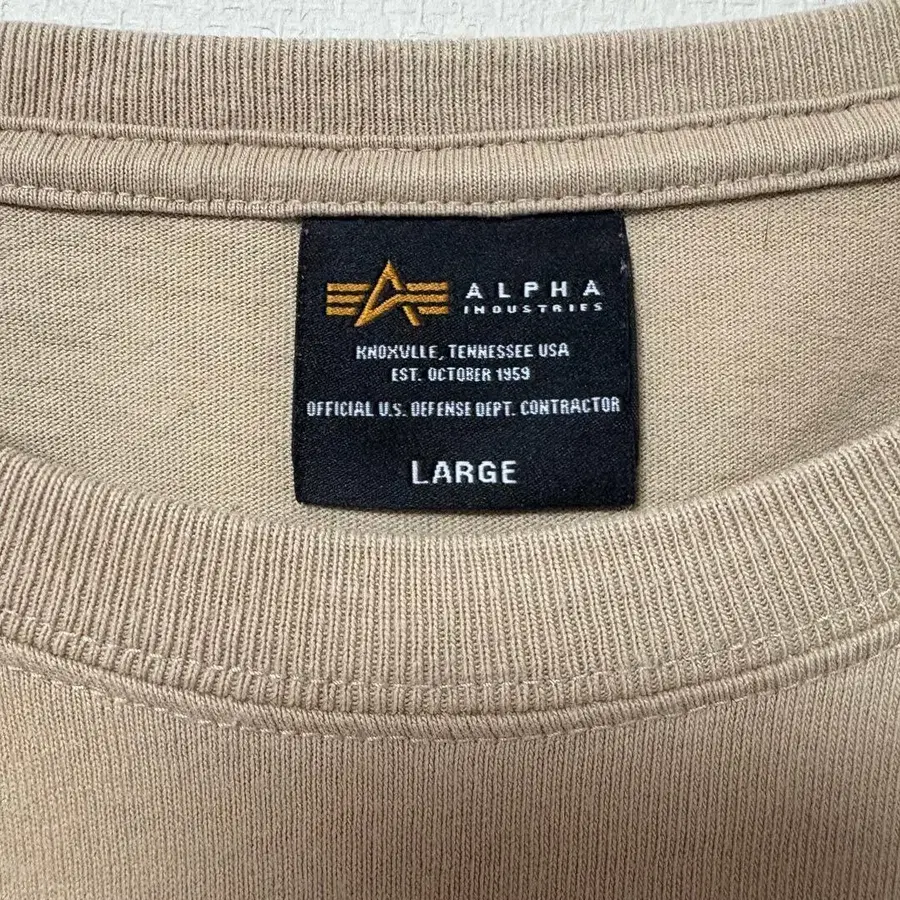 ALPHA
INDUSTRIES
KNOXVLLE, TENNESSEE USA
EST. OCTOBER 1959
OFFICIAL U.S. DEFENSE DEPT. CONTRACTOR
LARGE